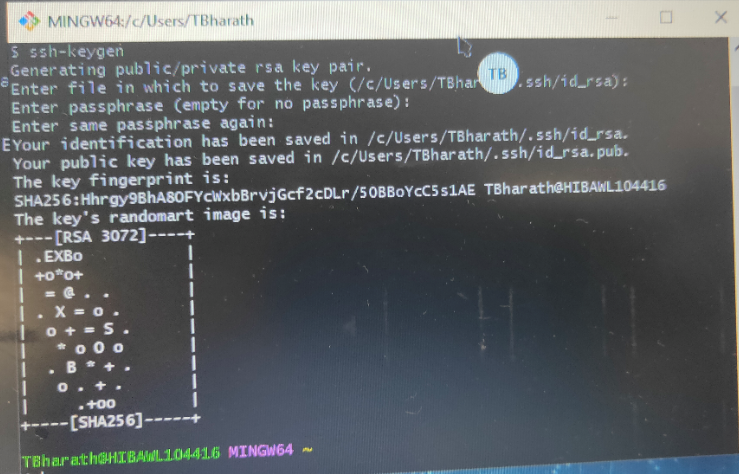 MINGW64:/c/Users/TBharath
$ ssh-keygen
Generating public/private rsa key pair.
Enter file in which to save the key (/c/Users/TBhar TB .ssh/id_rsa):
Enter passphrase (empty for no passphrase):
Enter same passphrase again:
Your identification has been saved in /c/Users/TBharath/.ssh/id_rsa.
Your public key has been saved in /c/Users/TBharath/.ssh/id_rsa.pub.
The key fingerprint is:
SHA256:Hhrgy9BhA8OFYcWxbBrvjGcf2cDLr/5OBBoYcC5s1AE TBharath@HIBAWL104416
The key's randomart image is:
+---[RSA 3072]----+
| .EXBo           |
| +o*o+           |
|  = @ . .        |
| . X = o .       |
|  o + = S .      |
|   * o O o       |
|  . B * + .      |
|   o . + .       |
|     .+oo        |
+----[SHA256]-----+
TBharath@HIBAWL104416 MINGW64 ~